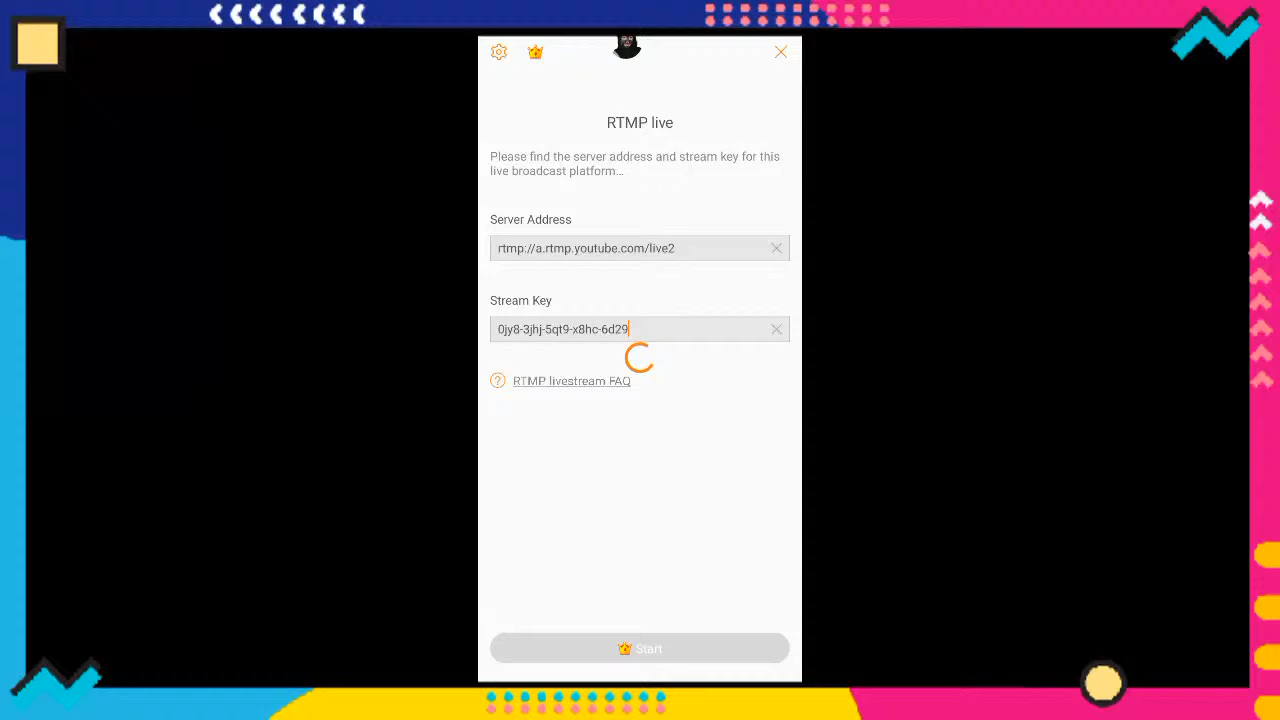 RTMP live
Please find the server address and stream key for this
live broadcast platform...
Server Address
rtmp://a.rtmp.youtube.com/live2
Stream Key
0jy8-3jhj-5qt9-x8hc-6d29
RTMP livestream FAQ
Start